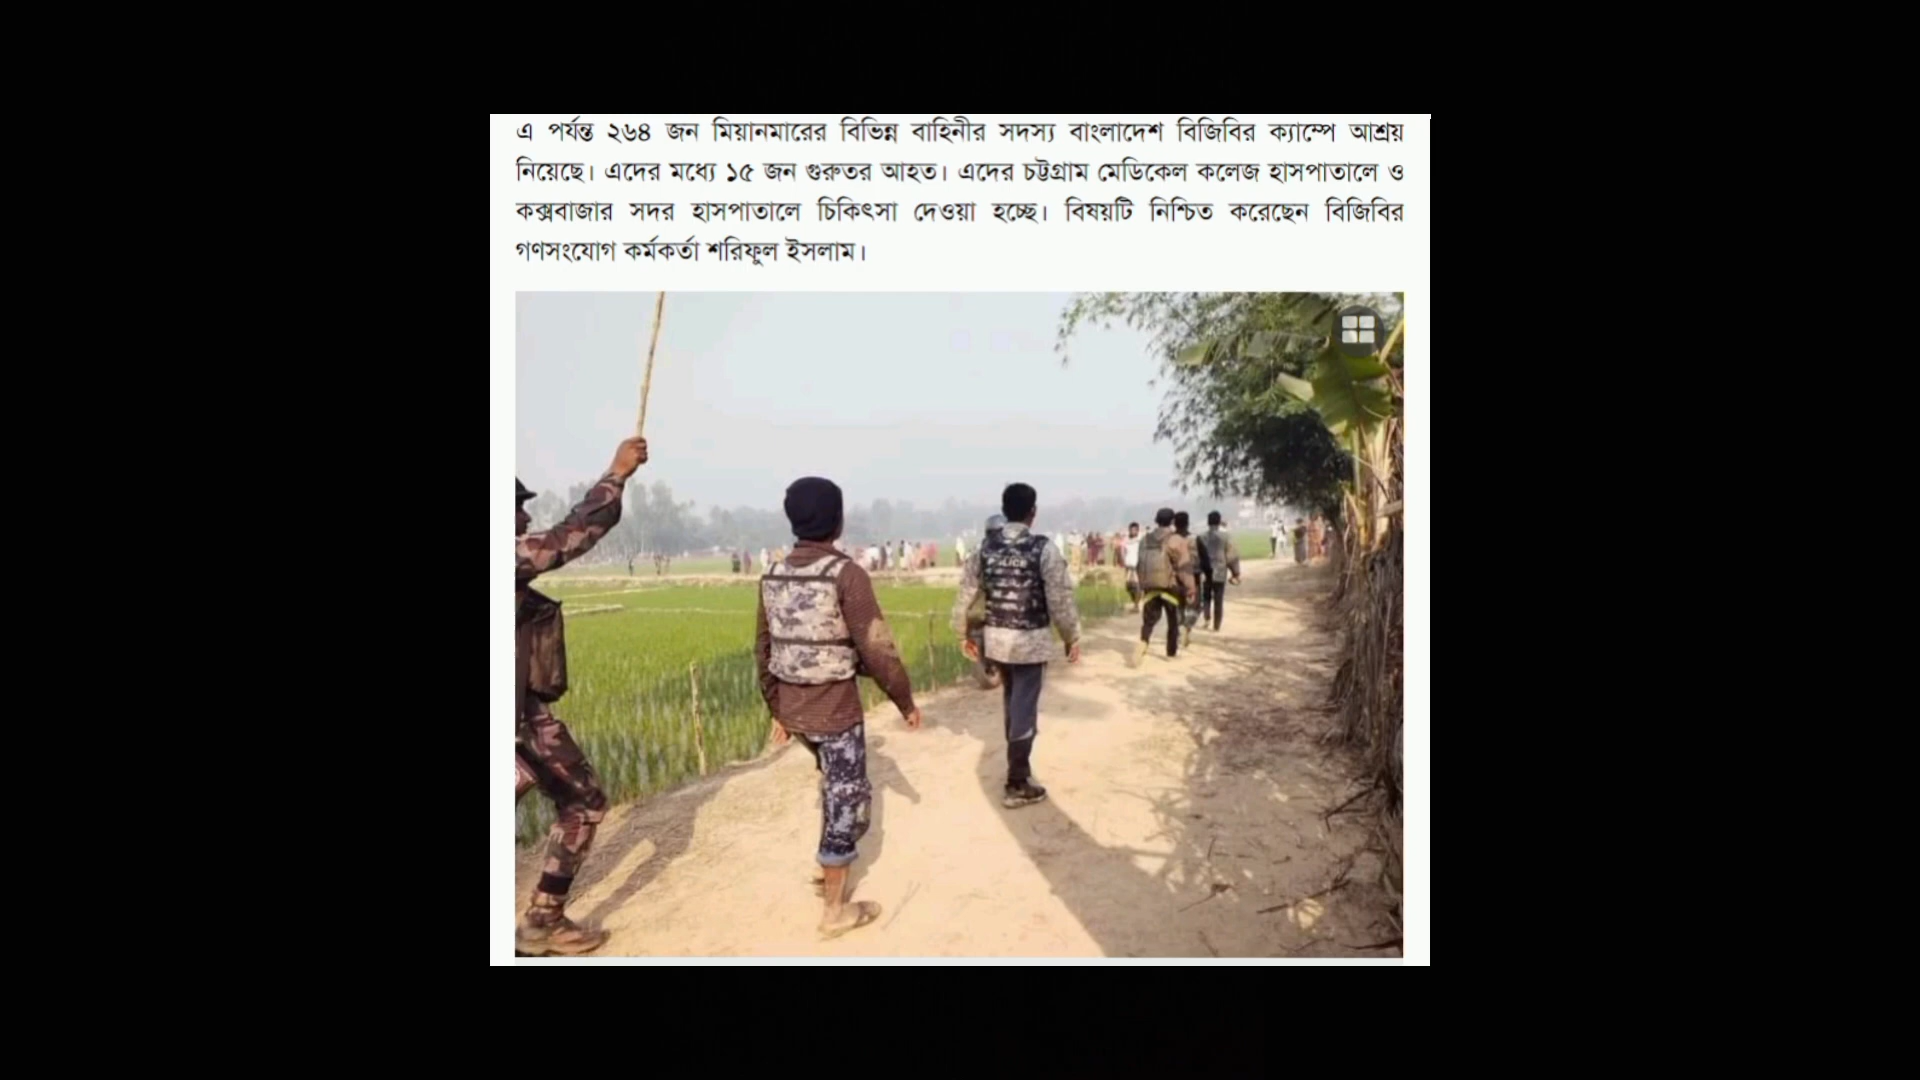 এ পর্যন্ত ২৬৪ জন মিয়ানমারের বিভিন্ন বাহিনীর সদস্য বাংলাদেশ বিজিবির ক্যাম্পে আশ্রয়
নিয়েছে। এদের মধ্যে ১৫ জন গুরুতর আহত। এদের চট্টগ্রাম মেডিকেল কলেজ হাসপাতালে ও
কক্সবাজার সদর হাসপাতালে চিকিৎসা দেওয়া হচ্ছে। বিষয়টি নিশ্চিত করেছেন বিজিবির
গণসংযোগ কর্মকর্তা শরিফুল ইসলাম।
POLICE